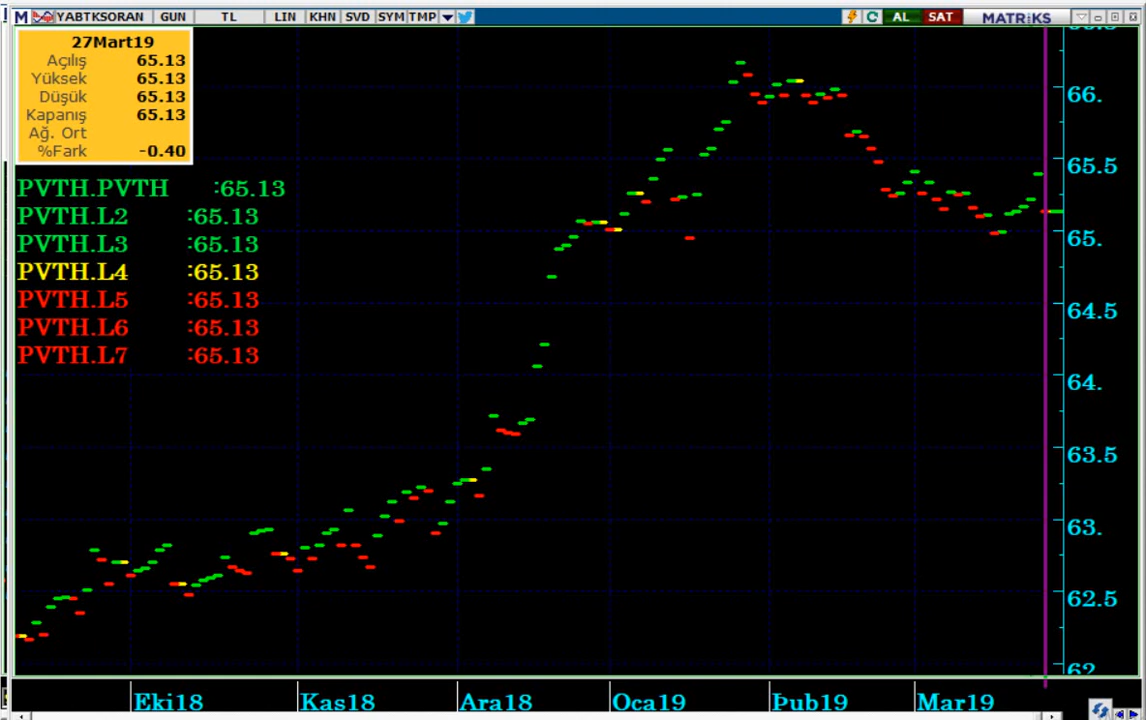 M YABTKSORAN GUN TL LIN KHN SVD SYM TMP AL SAT MATRiKS
27Mart19
Açılış 65.13
Yüksek 65.13
Düşük 65.13
Kapanış 65.13
Ağ. Ort
%Fark -0.40
PVTH.PVTH :65.13
PVTH.L2 :65.13
PVTH.L3 :65.13
PVTH.L4 :65.13
PVTH.L5 :65.13
PVTH.L6 :65.13
PVTH.L7 :65.13
66.
65.5
65.
64.5
64.
63.5
63.
62.5
62
Eki18 Kas18 Ara18 Oca19 Þub19 Mar19